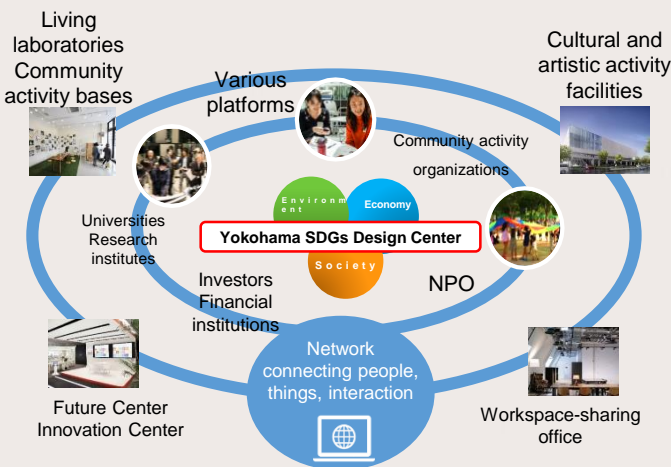 Living
laboratories
Community
activity bases
Various
platforms
Cultural and
artistic activity
facilities
Community activity
organizations
Environm
ent
Economy
Universities
Research
institutes
Yokohama SDGs Design Center
Society
Investors
Financial
institutions
NPO
Network
connecting people,
things, interaction
Future Center
Innovation Center
Workspace-sharing
office